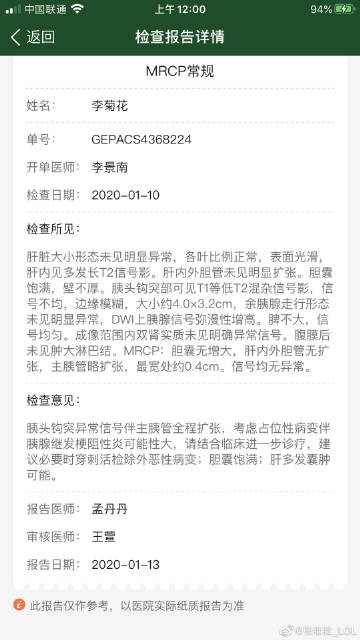 中国联通
上午12:00
94%
返回
检查报告详情
MRCP常规
姓名： 李菊花
单号： GEPACS4368224
开单医师： 李景南
检查日期： 2020-01-10
检查所见：
肝脏大小形态未见明显异常，各叶比例正常，表面光滑，
肝内见多发长T2信号影。肝内外胆管未见明显扩张。胆囊
饱满，壁不厚。胰头钩突部可见T1等低T2混杂信号影，信
号不均，边缘模糊，大小约4.0×3.2cm，余胰腺走行形态
未见明显异常，DWI上胰腺信号弥漫性增高。脾不大，信
号均匀。成像范围内双肾实质未见明确异常信号。腹膜后
未见肿大淋巴结。MRCP：胆囊无增大，肝内外胆管无扩
张，主胰管略扩张，最宽处约0.4cm。信号均无异常。
检查意见：
胰头钩突异常信号伴主胰管全程扩张，考虑占位性病变伴
胰腺继发梗阻性炎可能性大，请结合临床进一步诊疗，建
议必要时穿刺活检除外恶性病变；胆囊饱满；肝多发囊肿
可能。
报告医师： 孟丹丹
审核医师： 王萱
报告日期： 2020-01-13
此报告仅作参考，以医院实际纸质报告为准